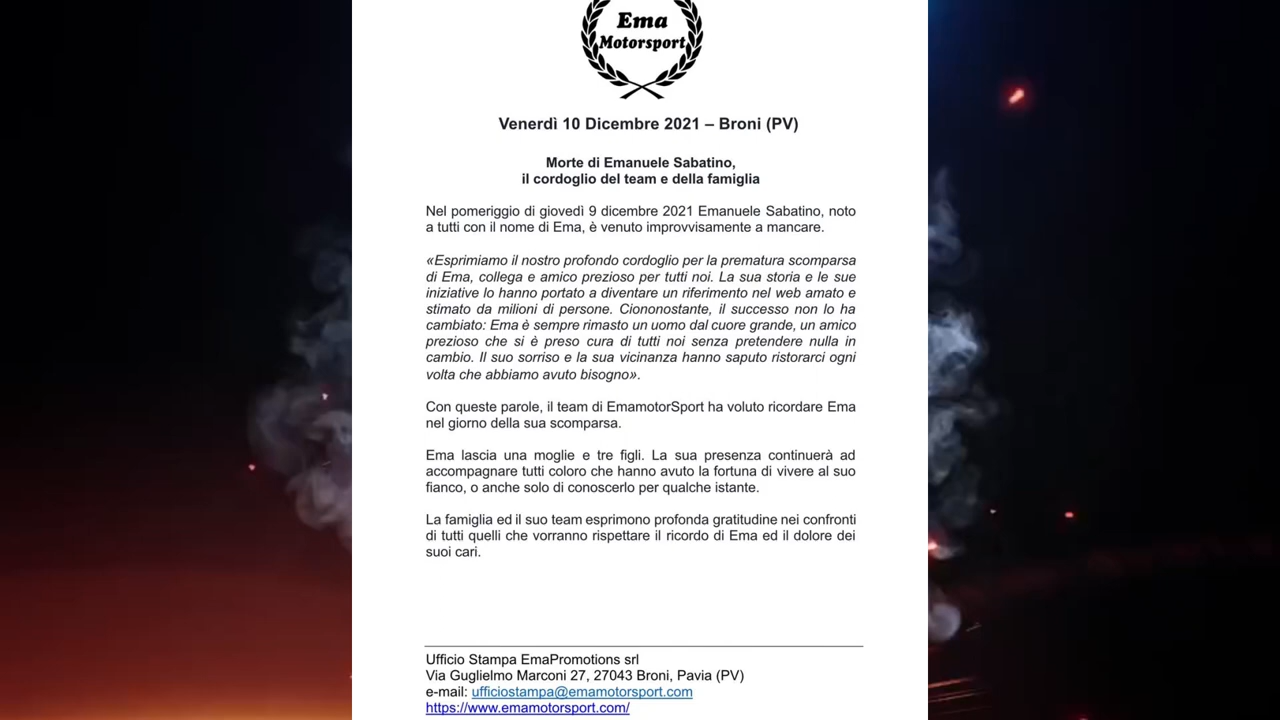 Ema
Motorsport
Venerdì 10 Dicembre 2021 – Broni (PV)
Morte di Emanuele Sabatino,
il cordoglio del team e della famiglia
Nel pomeriggio di giovedì 9 dicembre 2021 Emanuele Sabatino, noto
a tutti con il nome di Ema, è venuto improvvisamente a mancare.
«Esprimiamo il nostro profondo cordoglio per la prematura scomparsa
di Ema, collega e amico prezioso per tutti noi. La sua storia e le sue
iniziative lo hanno portato a diventare un riferimento nel web amato e
stimato da milioni di persone. Ciononostante, il successo non lo ha
cambiato: Ema è sempre rimasto un uomo dal cuore grande, un amico
prezioso che si è preso cura di tutti noi senza pretendere nulla in
cambio. Il suo sorriso e la sua vicinanza hanno saputo ristorarci ogni
volta che abbiamo avuto bisogno».
Con queste parole, il team di EmamotorSport ha voluto ricordare Ema
nel giorno della sua scomparsa.
Ema lascia una moglie e tre figli. La sua presenza continuerà ad
accompagnare tutti coloro che hanno avuto la fortuna di vivere al suo
fianco, o anche solo di conoscerlo per qualche istante.
La famiglia ed il suo team esprimono profonda gratitudine nei confronti
di tutti quelli che vorranno rispettare il ricordo di Ema ed il dolore dei
suoi cari.
Ufficio Stampa EmaPromotions srl
Via Guglielmo Marconi 27, 27043 Broni, Pavia (PV)
e-mail: ufficiostampa@emamotorsport.com
https://www.emamotorsport.com/